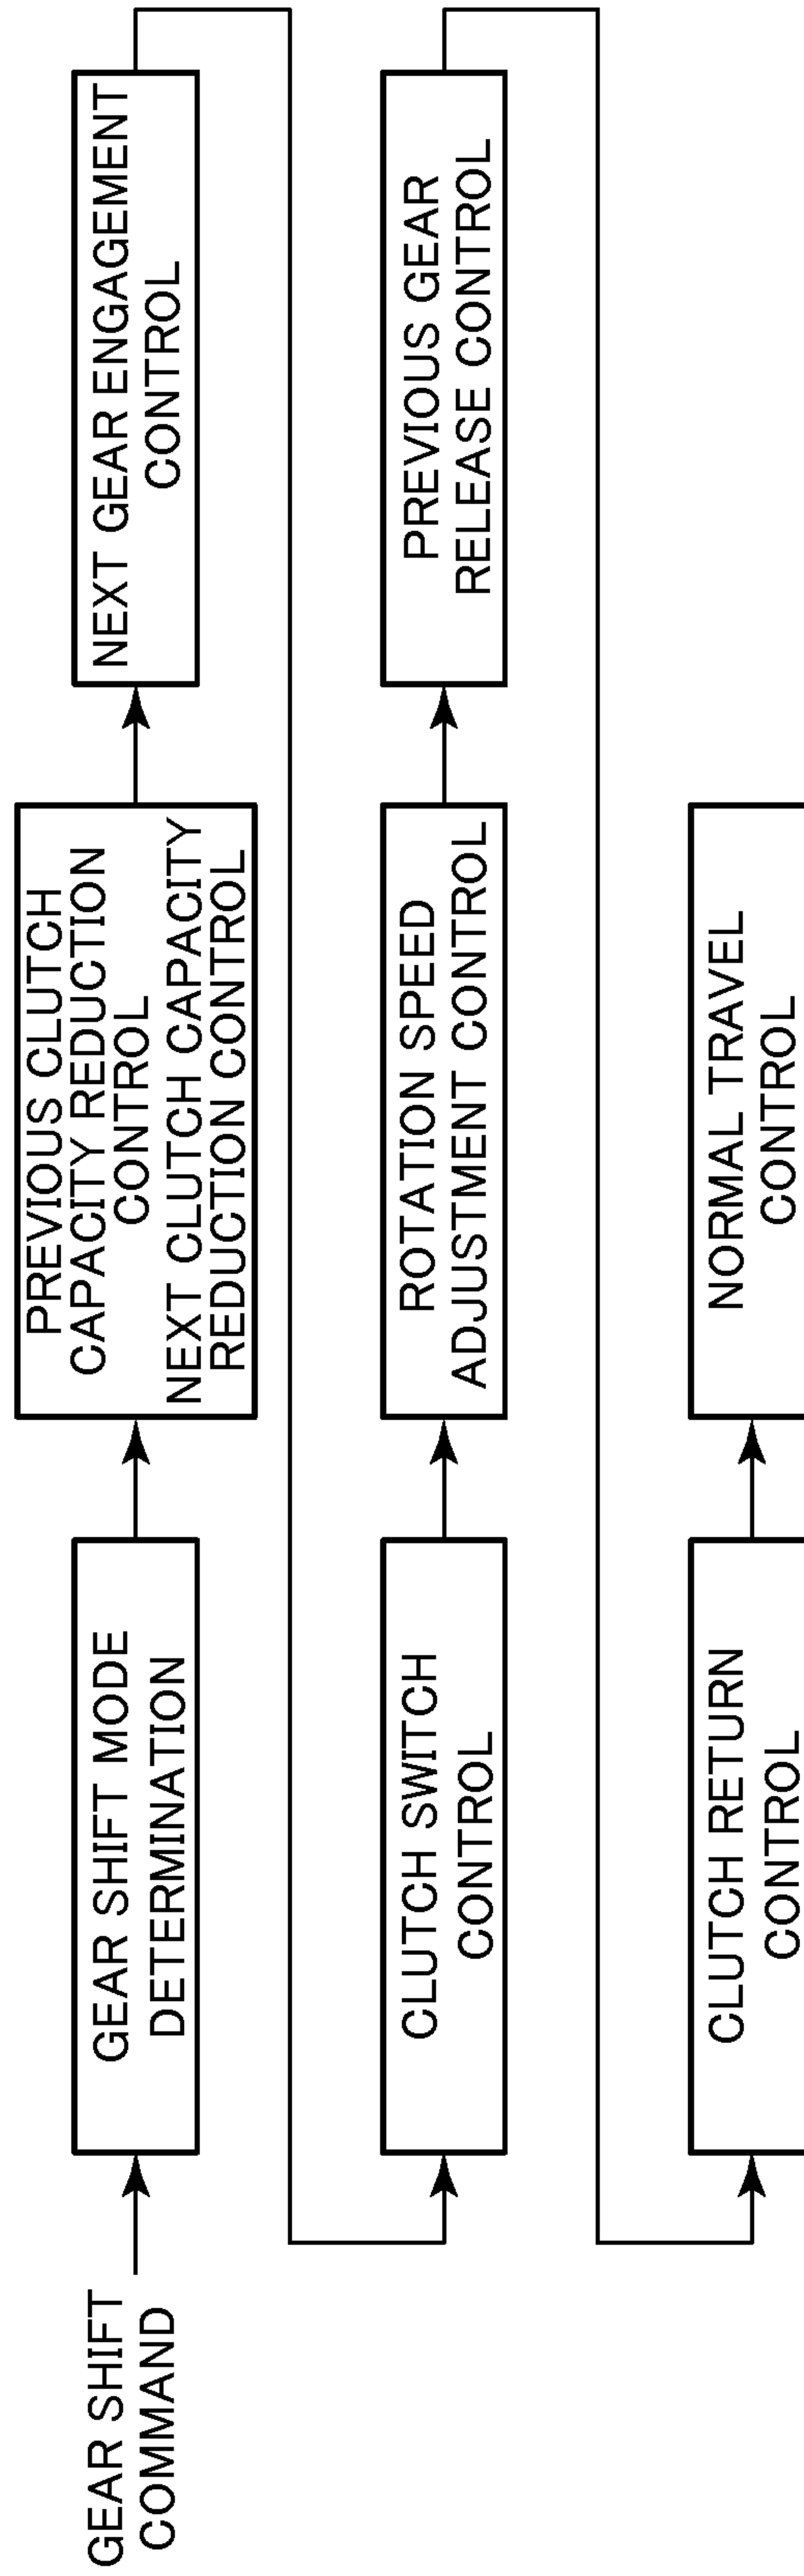 GEAR SHIFT
COMMAND
GEAR SHIFT MODE
DETERMINATION
PREVIOUS CLUTCH
CAPACITY REDUCTION
CONTROL
NEXT CLUTCH CAPACITY
REDUCTION CONTROL
NEXT GEAR ENGAGEMENT
CONTROL
CLUTCH SWITCH
CONTROL
ROTATION SPEED
ADJUSTMENT CONTROL
PREVIOUS GEAR
RELEASE CONTROL
CLUTCH RETURN
CONTROL
NORMAL TRAVEL
CONTROL